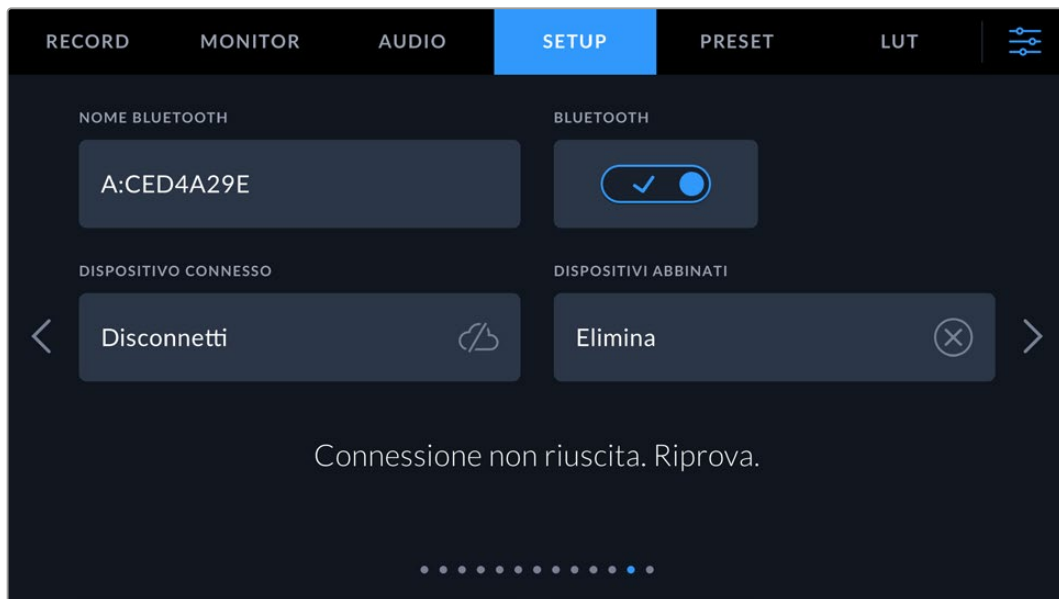 RECORD MONITOR AUDIO SETUP PRESET LUT
NOME BLUETOOTH BLUETOOTH
A:CED4A29E
DISPOSITIVO CONNESSO DISPOSITIVI ABBINATI
Disconnetti Elimina
Connessione non riuscita. Riprova.